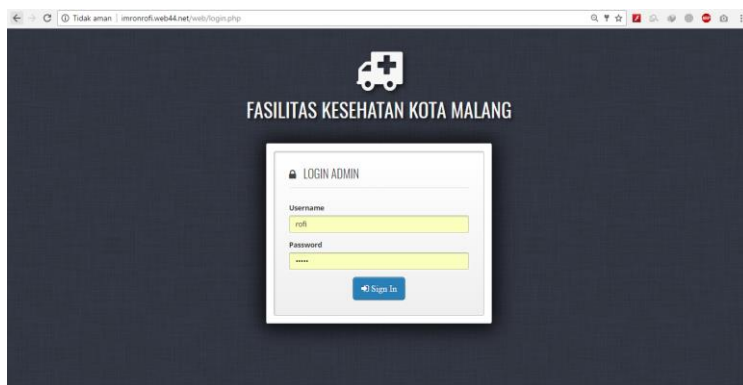 Tidak aman | imronrofi.web44.net/web/login.php
FASILITAS KESEHATAN KOTA MALANG
LOGIN ADMIN
Username
rofi
Password
•••••
Sign In